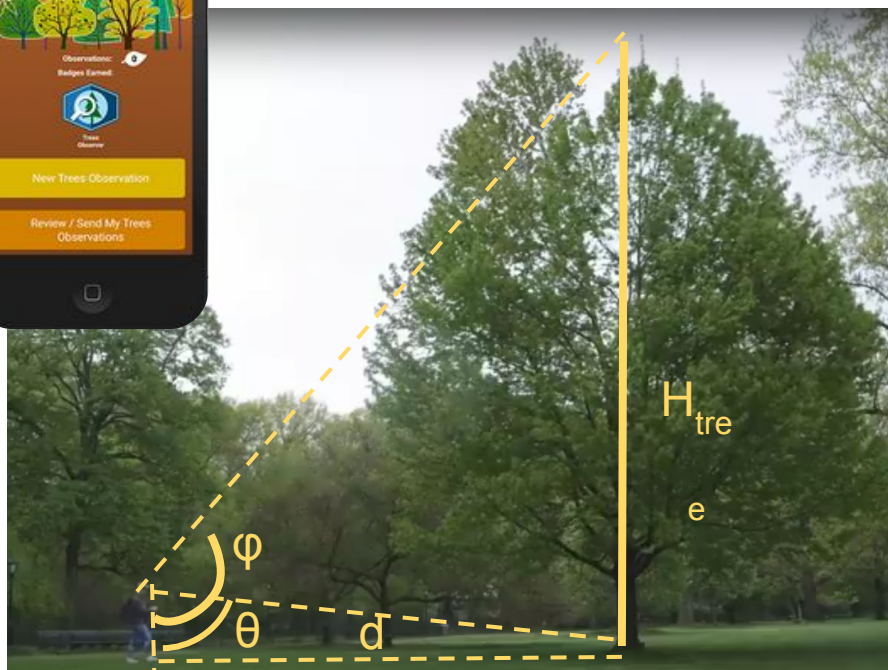 Observations: 0
Badges Earned:
Trees
Observer
New Trees Observation
Review / Send My Trees
Observations
H tre
e
φ
θ
d